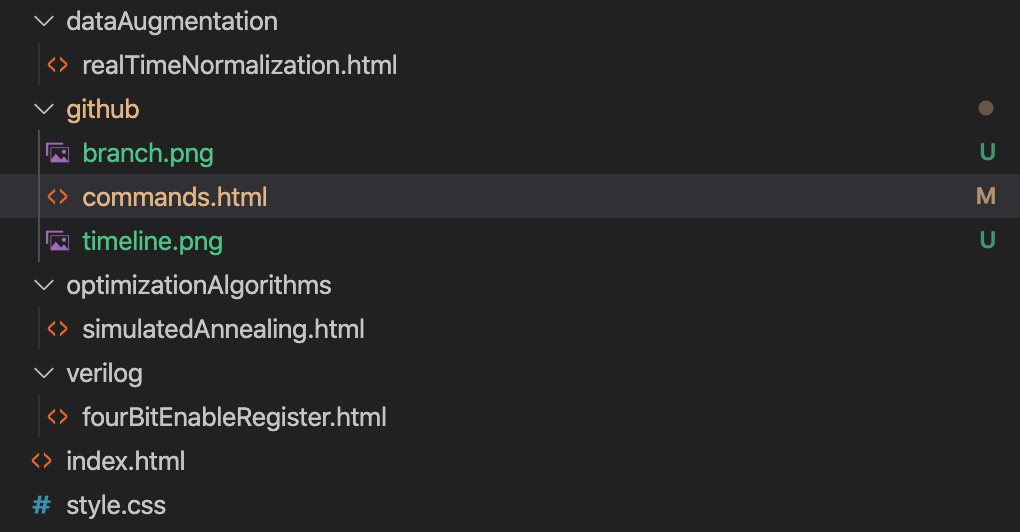 dataAugmentation
<> realTimeNormalization.html
github
branch.png U
<> commands.html M
timeline.png U
optimizationAlgorithms
<> simulatedAnnealing.html
verilog
<> fourBitEnableRegister.html
<> index.html
# style.css